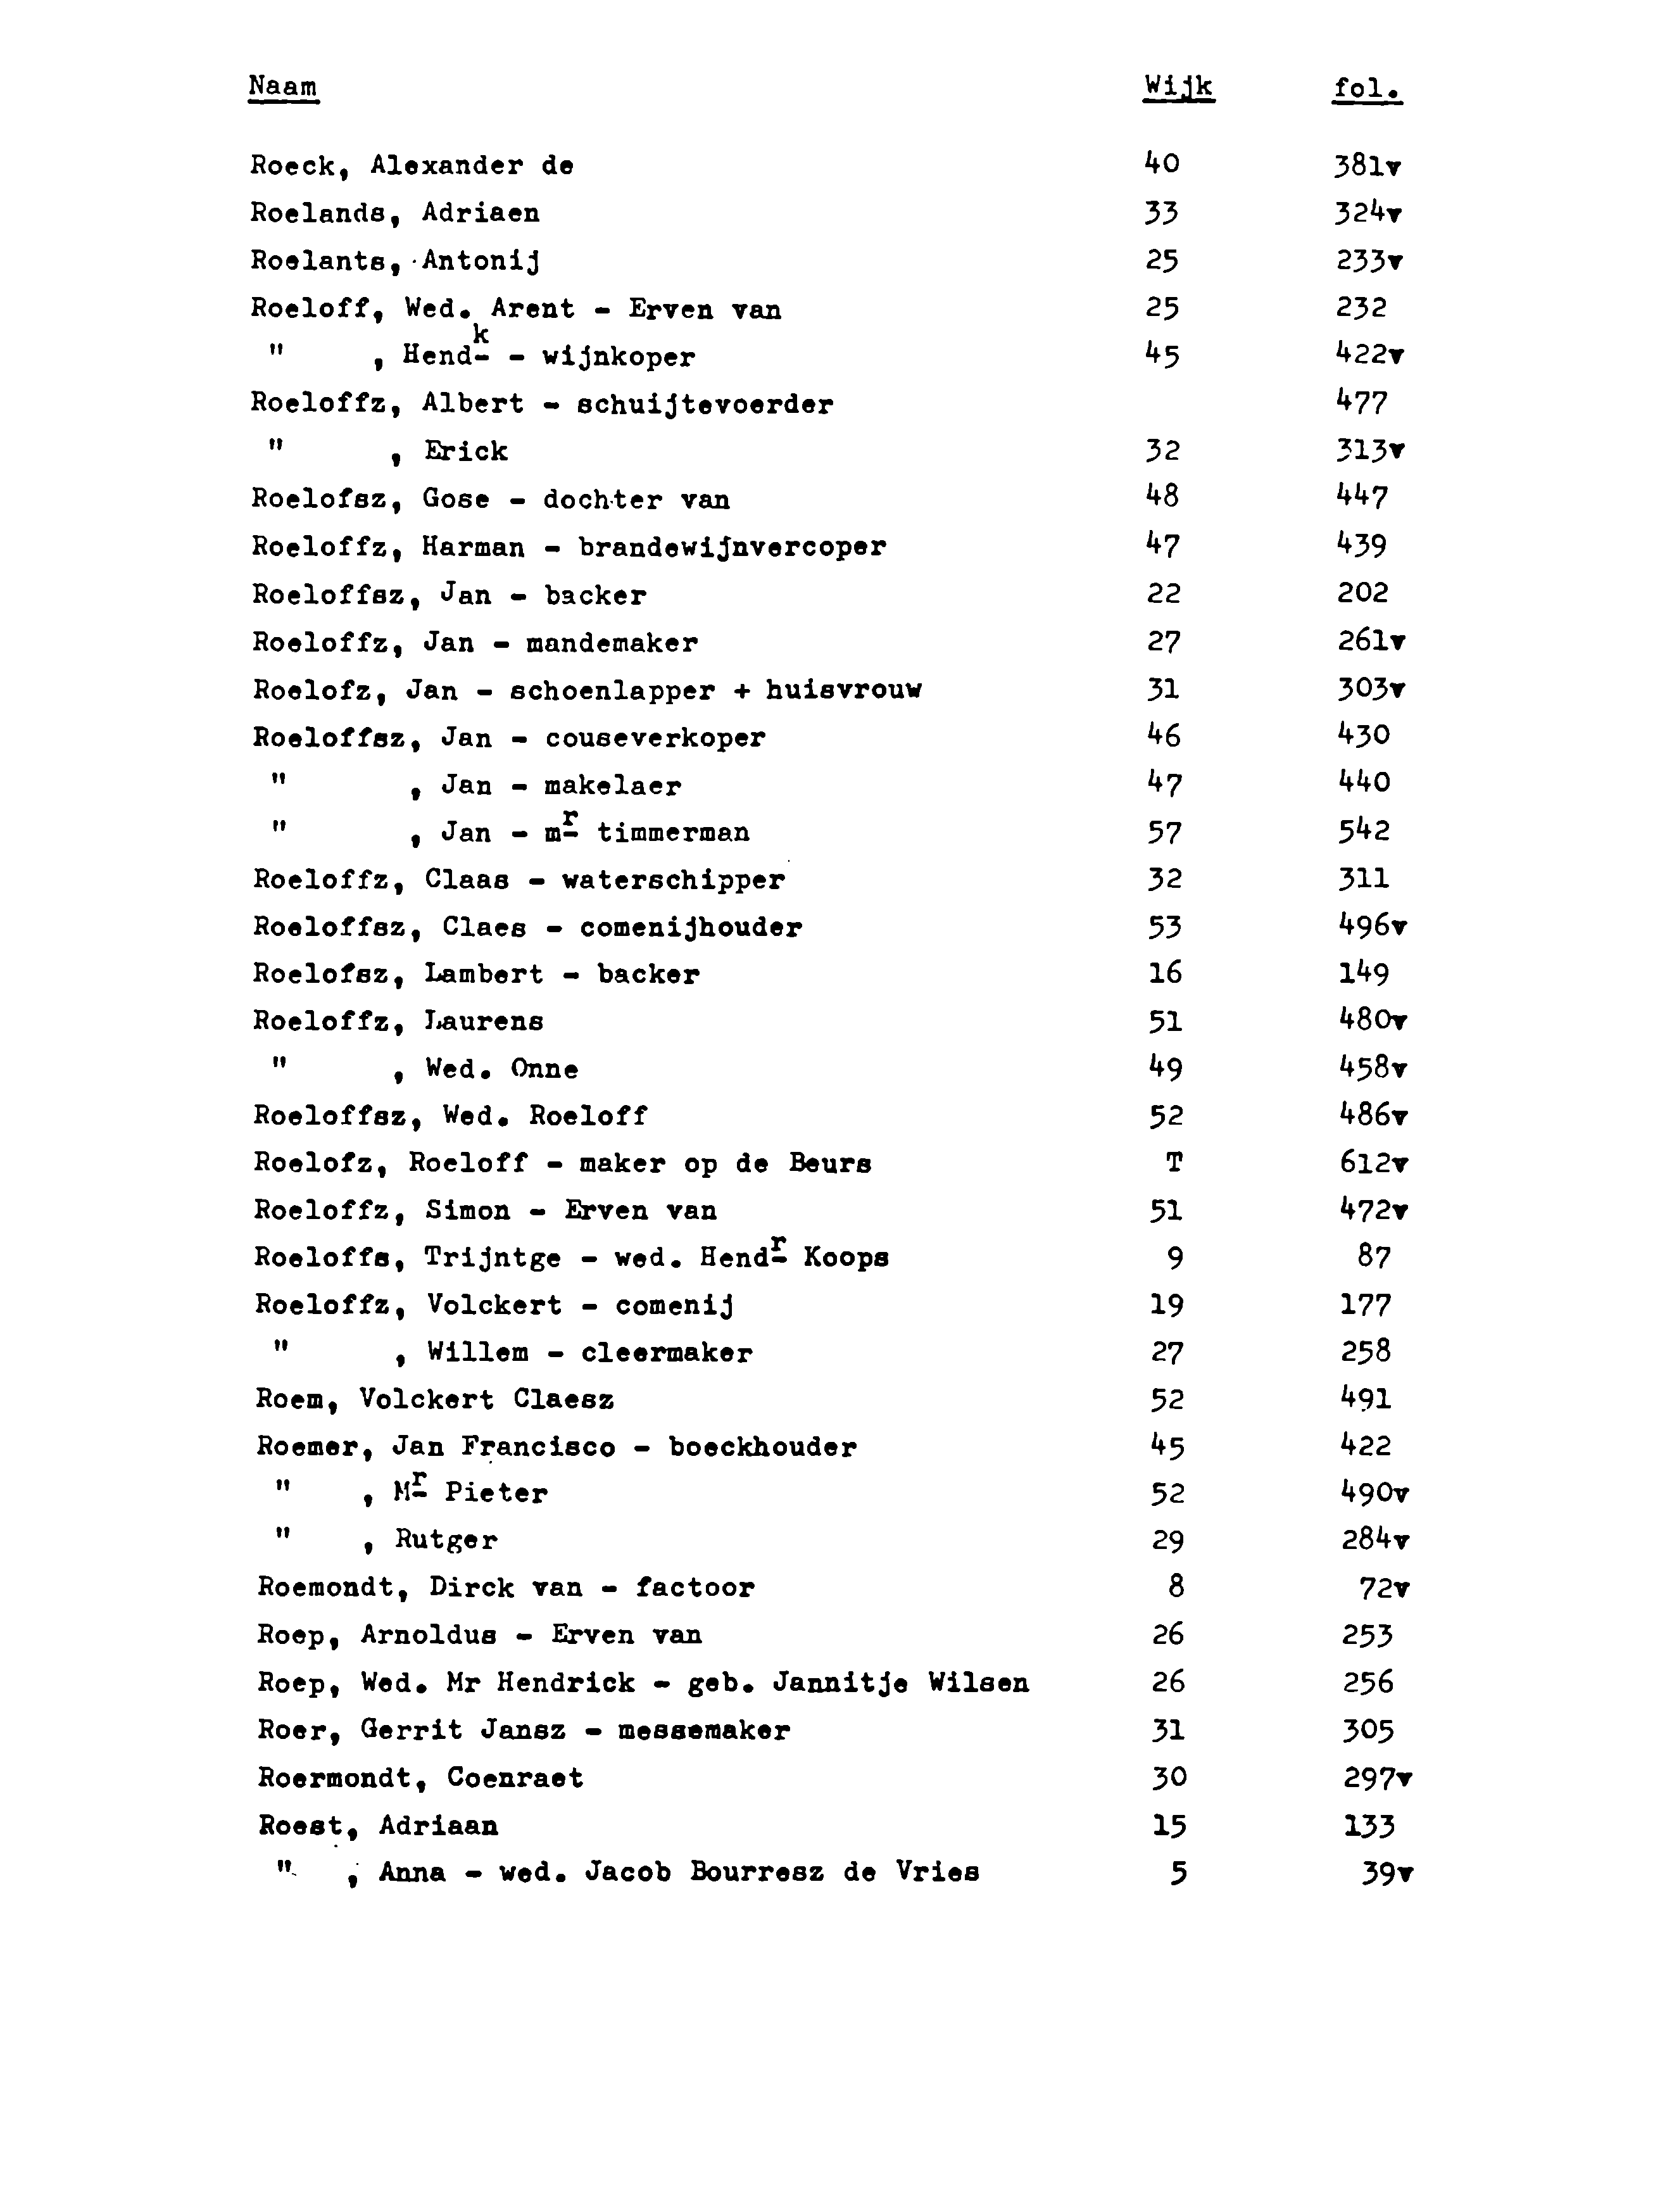 Naam Wijk fol.
Roeck, Alexander de 40 381v
Roelands, Adriaen 33 324v
Roelants, Antonij 25 233v
Roeloff, Wed. Arent - Erven van 25 232
" , Hendk - wijnkoper 45 422v
Roeloffz, Albert - schuijtevoerder 477
" , Erick 32 313v
Roelofsz, Gose - dochter van 48 447
Roeloffz, Harman - brandewijnvercoper 47 439
Roeloffsz, Jan - backer 22 202
Roeloffz, Jan - mandemaker 27 261v
Roelofz, Jan - schoenlapper + huisvrouw 31 303v
Roeloffsz, Jan - couseverkoper 46 430
" , Jan - makelaer 47 440
" , Jan - mr timmerman 57 542
Roeloffz, Claas - waterschipper 32 311
Roeloffsz, Claes - comenijhouder 53 496v
Roelofsz, Lambert - backer 16 149
Roeloffz, Laurens 51 480v
" , Wed. Onne 49 458v
Roeloffsz, Wed. Roeloff 52 486v
Roelofz, Roeloff - maker op de Beurs T 612v
Roeloffz, Simon - Erven van 51 472v
Roeloffs, Trijntge - wed. Hendr Koops 9 87
Roeloffz, Volckert - comenij 19 177
" , Willem - cleermaker 27 258
Roem, Volckert Claesz 52 491
Roemer, Jan Francisco - boeckhouder 45 422
" , Mr Pieter 52 490v
" , Rutger 29 284v
Roemondt, Dirck van - factoor 8 72v
Roep, Arnoldus - Erven van 26 253
Roep, Wed. Mr Hendrick - geb. Jannitje Wilsen 26 256
Roer, Gerrit Jansz - messemaker 31 305
Roermondt, Coenraet 30 297v
Roest, Adriaan 15 133
" , Anna - wed. Jacob Bourresz de Vries 5 39v